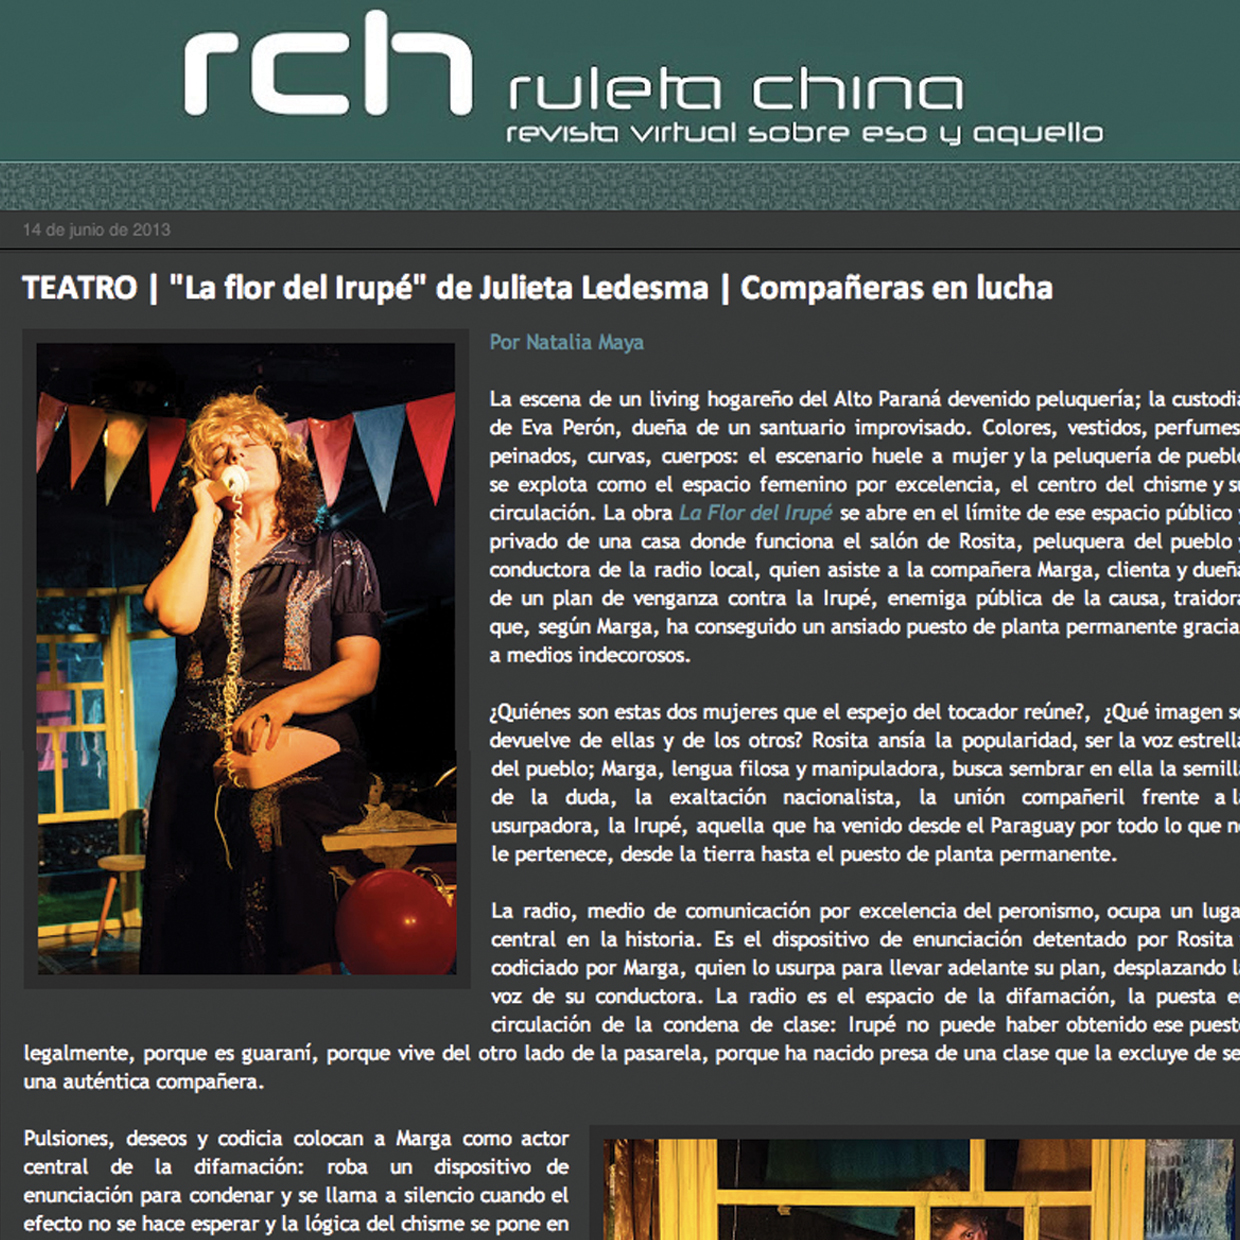 rch ruleta china
revista virtual sobre eso y aquello
14 de junio de 2013
TEATRO | "La flor del Irupé" de Julieta Ledesma | Compañeras en lucha
Por Natalia Maya
La escena de un living hogareño del Alto Paraná devenido peluquería; la custodia
de Eva Perón, dueña de un santuario improvisado. Colores, vestidos, perfumes,
peinados, curvas, cuerpos: el escenario huele a mujer y la peluquería de pueblo
se explota como el espacio femenino por excelencia, el centro del chisme y su
circulación. La obra La Flor del Irupé se abre en el límite de ese espacio público y
privado de una casa donde funciona el salón de Rosita, peluquera del pueblo y
conductora de la radio local, quien asiste a la compañera Marga, clienta y dueña
de un plan de venganza contra la Irupé, enemiga pública de la causa, traidora
que, según Marga, ha conseguido un ansiado puesto de planta permanente gracia
a medios indecorosos.
¿Quiénes son estas dos mujeres que el espejo del tocador reúne?, ¿Qué imagen se
devuelve de ellas y de los otros? Rosita ansía la popularidad, ser la voz estrella
del pueblo; Marga, lengua filosa y manipuladora, busca sembrar en ella la semilla
de la duda, la exaltación nacionalista, la unión compañeril frente a la
usurpadora, la Irupé, aquella que ha venido desde el Paraguay por todo lo que no
le pertenece, desde la tierra hasta el puesto de planta permanente.
La radio, medio de comunicación por excelencia del peronismo, ocupa un luga
central en la historia. Es el dispositivo de enunciación detentado por Rosita
codiciado por Marga, quien lo usurpa para llevar adelante su plan, desplazando la
voz de su conductora. La radio es el espacio de la difamación, la puesta en
circulación de la condena de clase: Irupé no puede haber obtenido ese puesto
legalmente, porque es guaraní, porque vive del otro lado de la pasarela, porque ha nacido presa de una clase que la excluye de se
una auténtica compañera.
Pulsiones, deseos y codicia colocan a Marga como actor
central de la difamación: roba un dispositivo de
enunciación para condenar y se llama a silencio cuando el
efecto no se hace esperar y la lógica del chisme se pone en